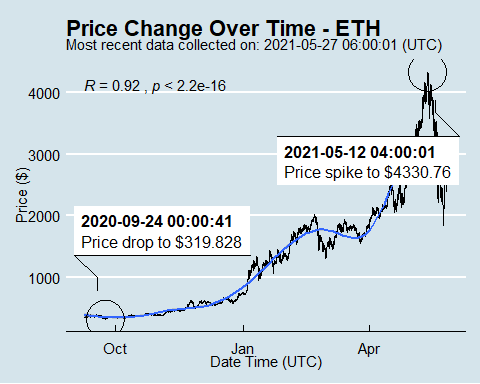 Price Change Over Time - ETH
Most recent data collected on: 2021-05-27 06:00:01 (UTC)
R = 0.92 , p < 2.2e-16
4000
3000
2000
1000
Price ($)
2021-05-12 04:00:01
Price spike to $4330.76
2020-09-24 00:00:41
Price drop to $319.828
Oct
Jan
Apr
Date Time (UTC)